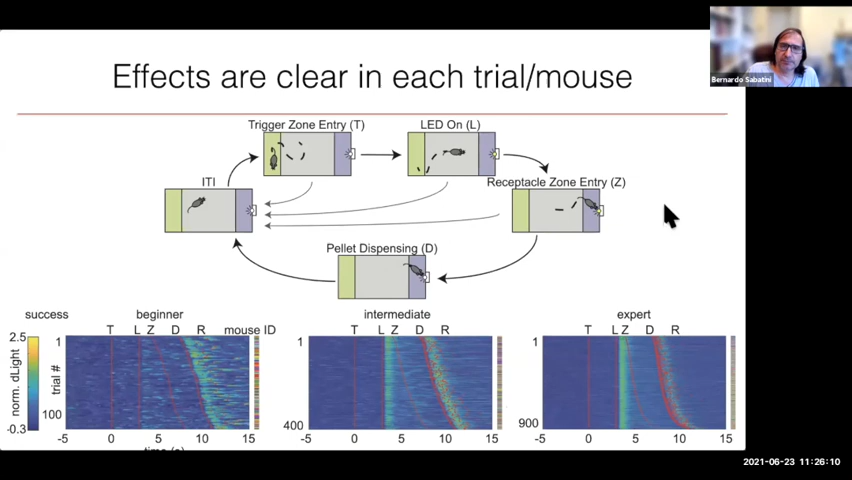 Effects are clear in each trial/mouse
Bernardo Sabatini
Trigger Zone Entry (T)
LED On (L)
ITI
Receptacle Zone Entry (Z)
Pellet Dispensing (D)
success
beginner
intermediate
expert
T L Z D R mouse ID
T L Z D R
T L Z D R
2.5
norm. dLight
-0.3
trial #
1
100
-5 0 5 10 15
time (s)
1
400
-5 0 5 10 15
1
900
-5 0 5 10 15
2021-06-23 11:26:10